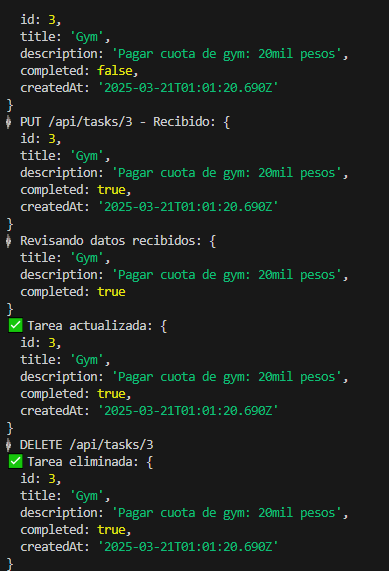 id: 3,
title: 'Gym',
description: 'Pagar cuota de gym: 20mil pesos',
completed: false,
createdAt: '2025-03-21T01:01:20.690Z'
}
PUT /api/tasks/3 - Recibido: {
id: 3,
title: 'Gym',
description: 'Pagar cuota de gym: 20mil pesos',
completed: true,
createdAt: '2025-03-21T01:01:20.690Z'
}
Revisando datos recibidos: {
title: 'Gym',
description: 'Pagar cuota de gym: 20mil pesos',
completed: true
}
✅ Tarea actualizada: {
id: 3,
title: 'Gym',
description: 'Pagar cuota de gym: 20mil pesos',
completed: true,
createdAt: '2025-03-21T01:01:20.690Z'
}
DELETE /api/tasks/3
✅ Tarea eliminada: {
id: 3,
title: 'Gym',
description: 'Pagar cuota de gym: 20mil pesos',
completed: true,
createdAt: '2025-03-21T01:01:20.690Z'
}